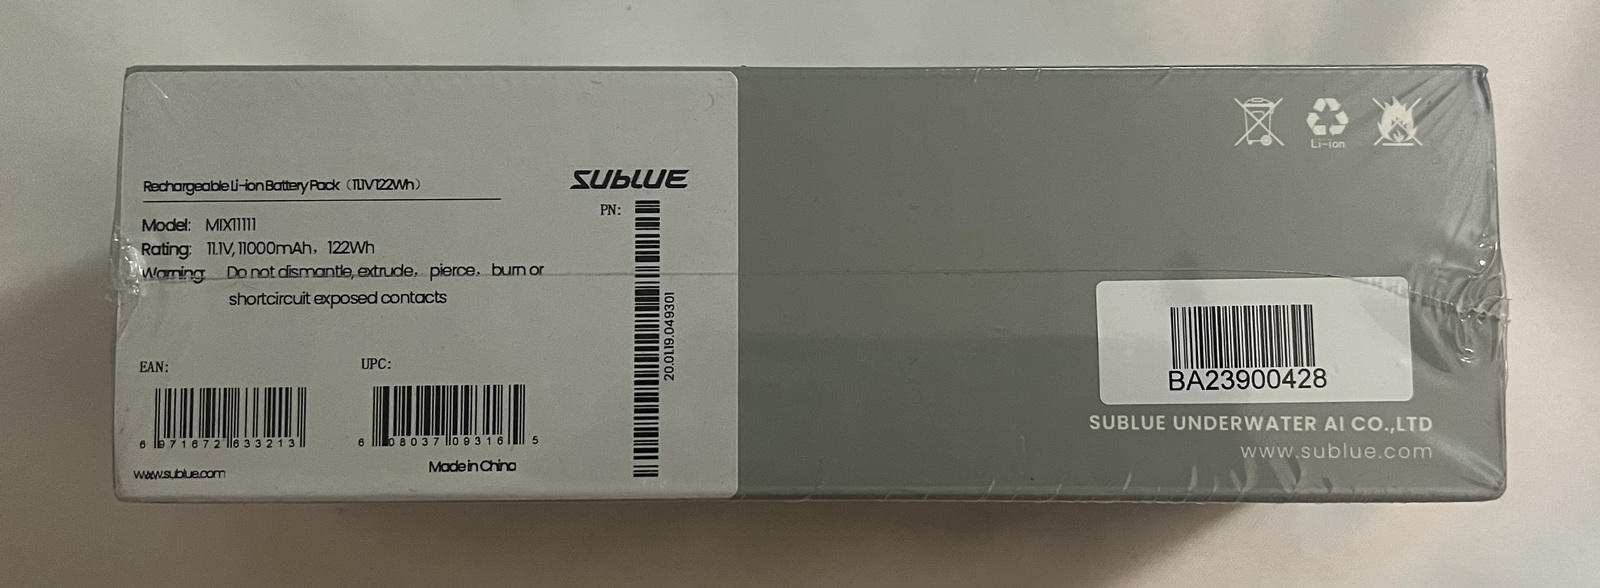 Rechargeable Li-ion Battery Pack（11.1V 122Wh）
Model: MIX11111
Rating: 11.1V, 11000mAh, 122Wh
Warning: Do not dismantle, extrude, pierce, burn or
shortcircuit exposed contacts
EAN:
6 971672 633213
www.sublue.com
UPC:
6 08037 09316 5
Made in China
SUBLUE
PN:
20.01.19.049301
Li-ion
BA23900428
SUBLUE UNDERWATER AI CO.,LTD
www.sublue.com